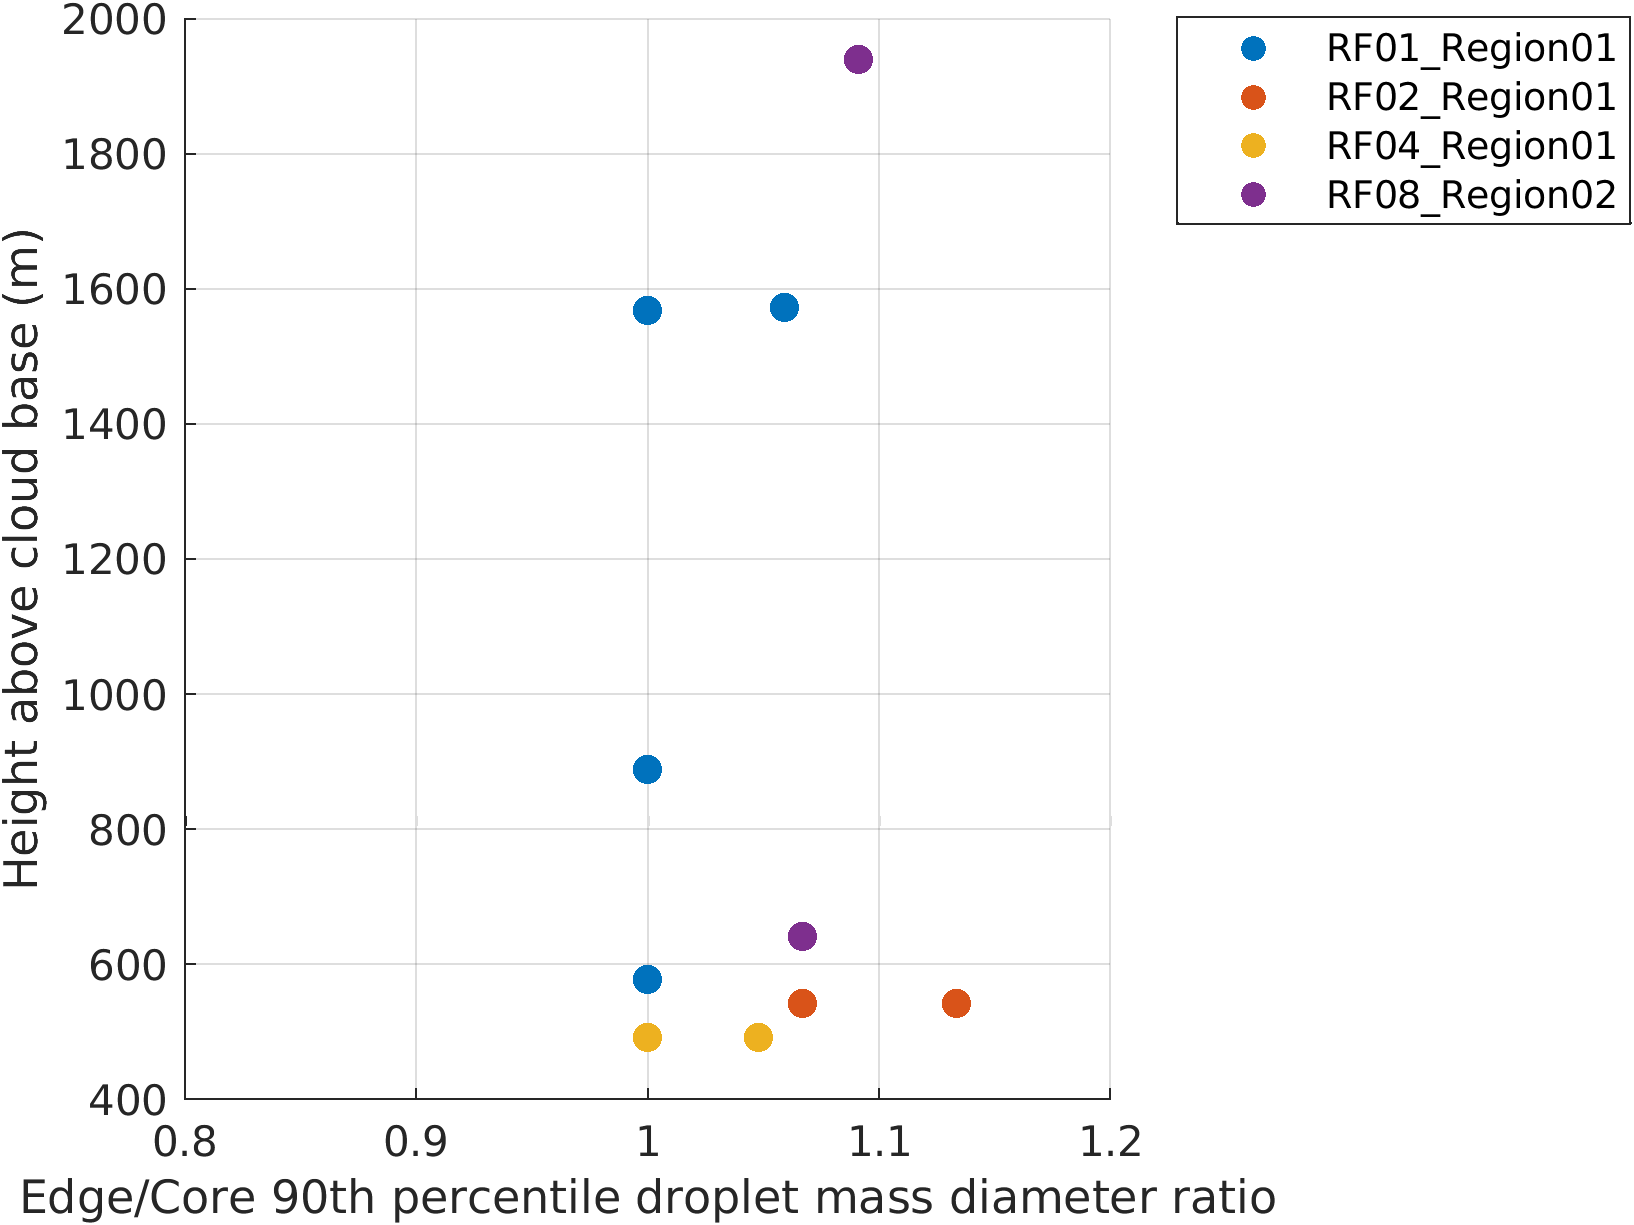 2000
1800
1600
1400
1200
1000
800
600
400
0.8 0.9 1 1.1 1.2
Height above cloud base (m)
Edge/Core 90th percentile droplet mass diameter ratio
RF01_Region01
RF02_Region01
RF04_Region01
RF08_Region02